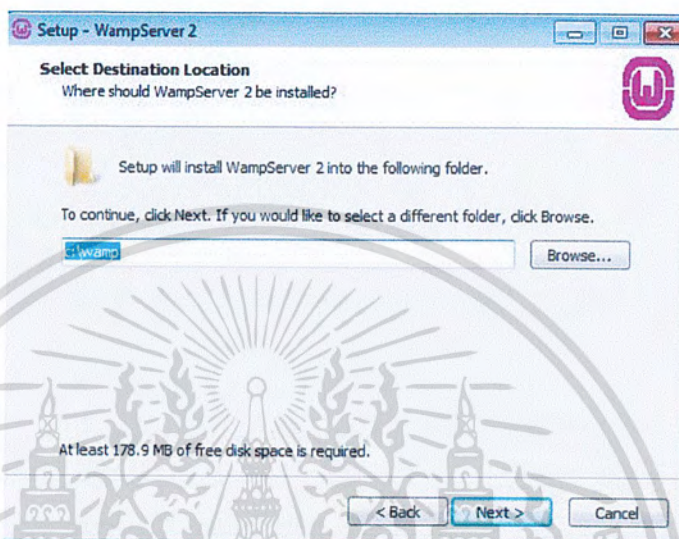 Setup - WampServer 2
Select Destination Location
Where should WampServer 2 be installed?
Setup will install WampServer 2 into the following folder.
To continue, click Next. If you would like to select a different folder, click Browse.
c:\wamp
Browse...
At least 178.9 MB of free disk space is required.
< Back
Next >
Cancel